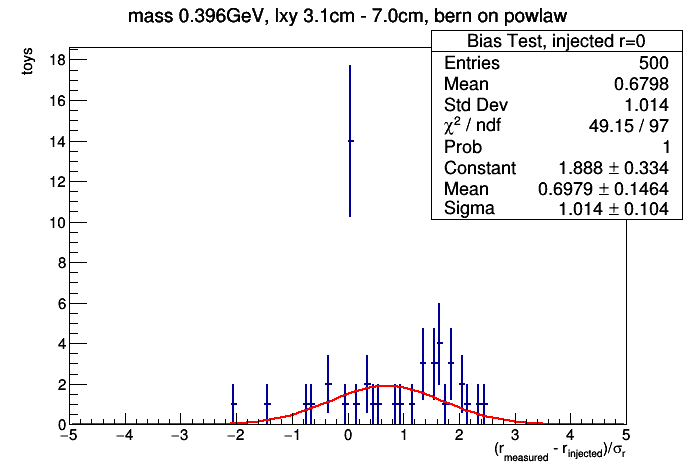 mass 0.396GeV, lxy 3.1cm - 7.0cm, bern on powlaw
Bias Test, injected r=0
Entries 500
Mean 0.6798
Std Dev 1.014
χ² / ndf 49.15 / 97
Prob 1
Constant 1.888 ± 0.334
Mean 0.6979 ± 0.1464
Sigma 1.014 ± 0.104
toys
18
16
14
12
10
8
6
4
2
0
−5 −4 −3 −2 −1 0 1 2 3 4 5
(r_measured - r_injected)/σ_r